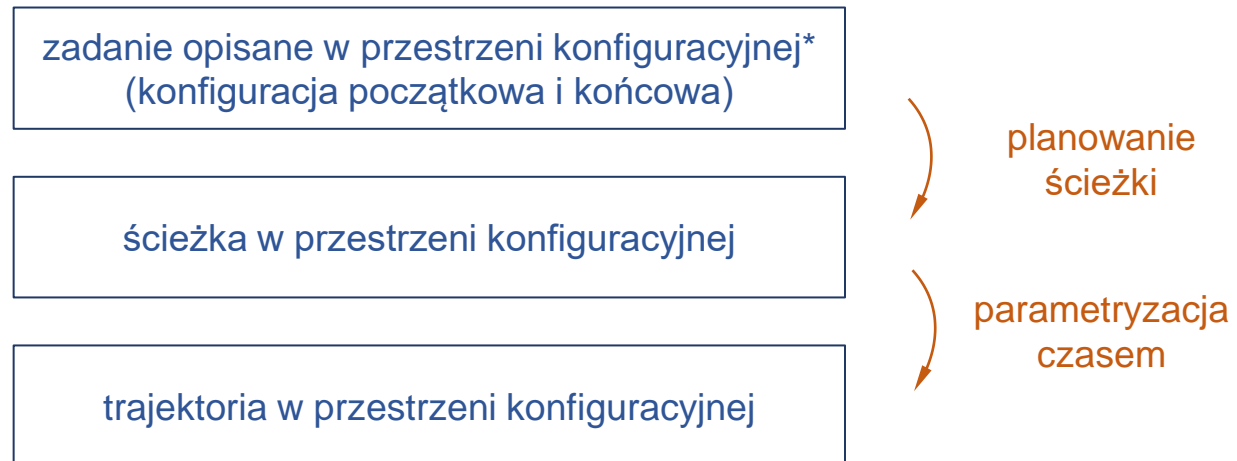 zadanie opisane w przestrzeni konfiguracyjnej*
(konfiguracja początkowa i końcowa)
planowanie
ścieżki
ścieżka w przestrzeni konfiguracyjnej
parametryzacja
czasem
trajektoria w przestrzeni konfiguracyjnej